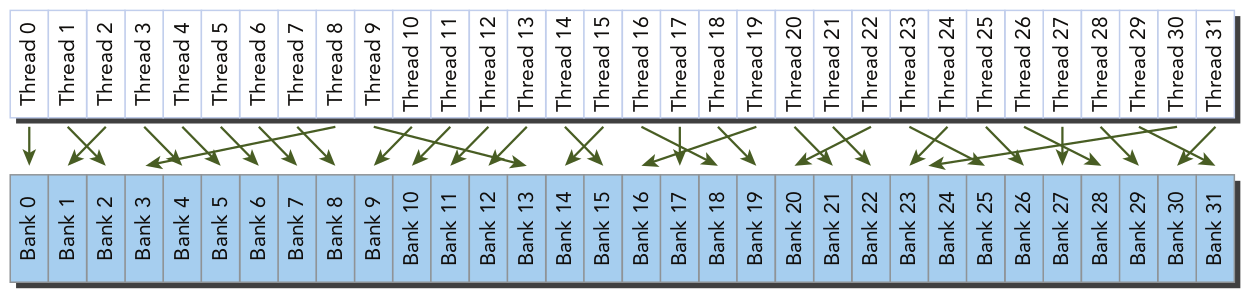 Thread 0
Thread 1
Thread 2
Thread 3
Thread 4
Thread 5
Thread 6
Thread 7
Thread 8
Thread 9
Thread 10
Thread 11
Thread 12
Thread 13
Thread 14
Thread 15
Thread 16
Thread 17
Thread 18
Thread 19
Thread 20
Thread 21
Thread 22
Thread 23
Thread 24
Thread 25
Thread 26
Thread 27
Thread 28
Thread 29
Thread 30
Thread 31
Bank 0
Bank 1
Bank 2
Bank 3
Bank 4
Bank 5
Bank 6
Bank 7
Bank 8
Bank 9
Bank 10
Bank 11
Bank 12
Bank 13
Bank 14
Bank 15
Bank 16
Bank 17
Bank 18
Bank 19
Bank 20
Bank 21
Bank 22
Bank 23
Bank 24
Bank 25
Bank 26
Bank 27
Bank 28
Bank 29
Bank 30
Bank 31